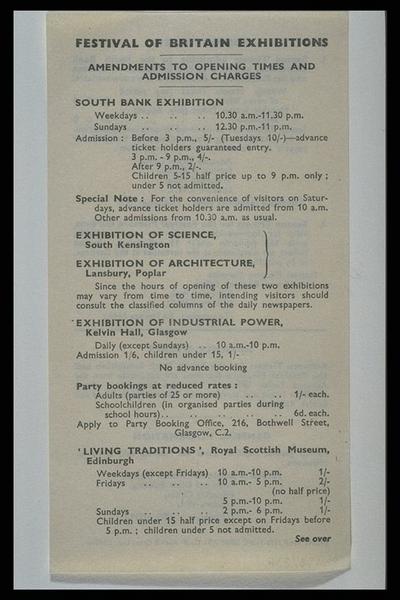 FESTIVAL OF BRITAIN EXHIBITIONS
AMENDMENTS TO OPENING TIMES AND
ADMISSION CHARGES
SOUTH BANK EXHIBITION
Weekdays .. .. .. 10.30 a.m.-11.30 p.m.
Sundays .. .. .. 12.30 p.m.-11 p.m.
Admission : Before 3 p.m., 5/- (Tuesdays 10/-)—advance
ticket holders guaranteed entry.
3 p.m. - 9 p.m., 4/-.
After 9 p.m., 2/-.
Children 5-15 half price up to 9 p.m. only ;
under 5 not admitted.
Special Note : For the convenience of visitors on Satur-
days, advance ticket holders are admitted from 10 a.m.
Other admissions from 10.30 a.m. as usual.
EXHIBITION OF SCIENCE,
South Kensington
EXHIBITION OF ARCHITECTURE,
Lansbury, Poplar
Since the hours of opening of these two exhibitions
may vary from time to time, intending visitors should
consult the classified columns of the daily newspapers.
EXHIBITION OF INDUSTRIAL POWER,
Kelvin Hall, Glasgow
Daily (except Sundays) .. 10 a.m.-10 p.m.
Admission 1/6, children under 15, 1/-
No advance booking
Party bookings at reduced rates :
Adults (parties of 25 or more) .. .. 1/- each.
Schoolchildren (in organised parties during
school hours).. .. .. .. .. 6d. each.
Apply to Party Booking Office, 216, Bothwell Street,
Glasgow, C.2.
'LIVING TRADITIONS', Royal Scottish Museum,
Edinburgh
Weekdays (except Fridays) 10 a.m.-10 p.m. 1/-
Fridays .. .. .. 10 a.m.- 5 p.m. 2/-
(no half price)
5 p.m.-10 p.m. 1/-
Sundays .. .. .. 2 p.m.- 6 p.m. 1/-
Children under 15 half price except on Fridays before
5 p.m. ; children under 5 not admitted.
See over